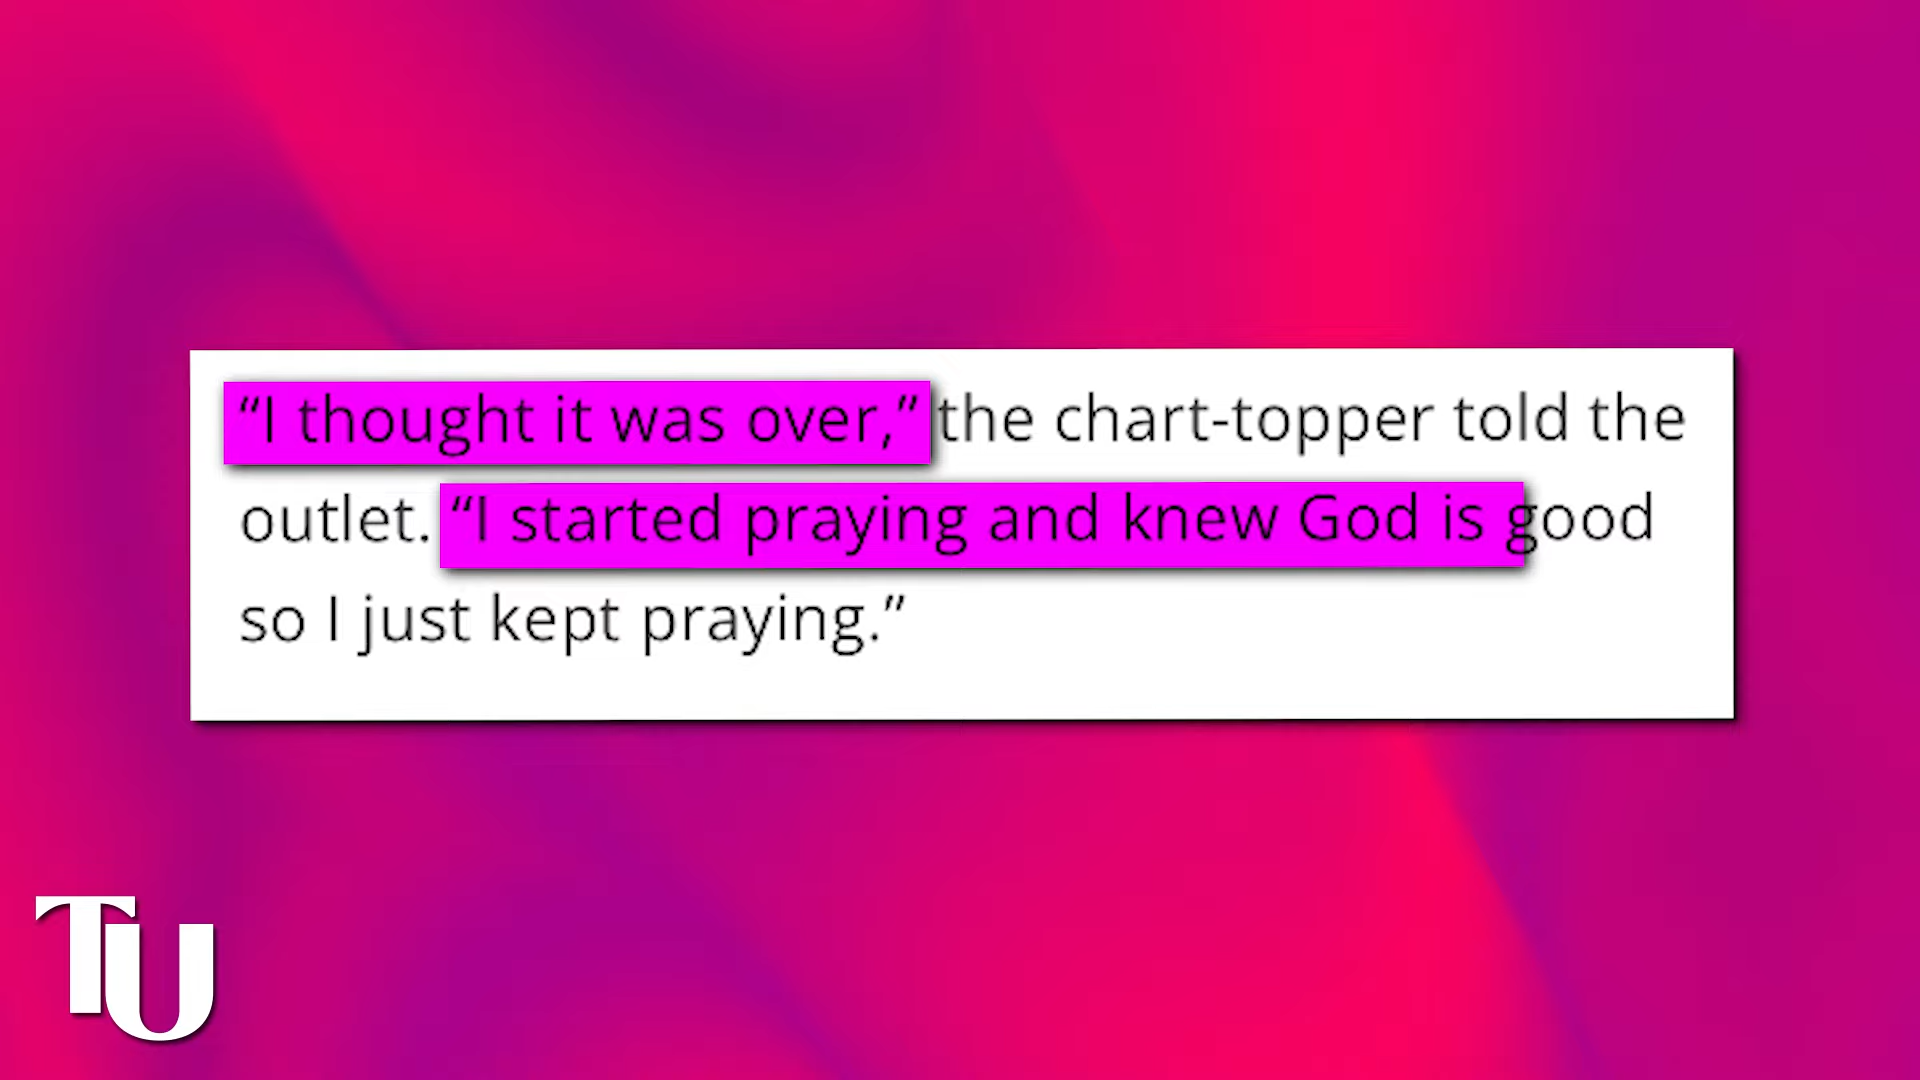 “I thought it was over,” the chart-topper told the
outlet. “I started praying and knew God is good
so I just kept praying.”
TU